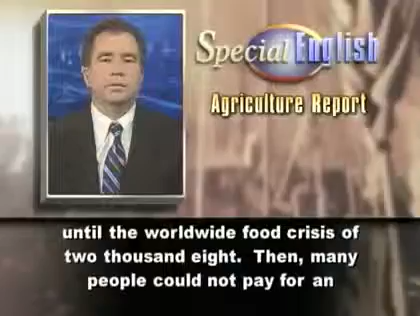 Special English
Agriculture Report
until the worldwide food crisis of
two thousand eight.  Then, many
people could not pay for an